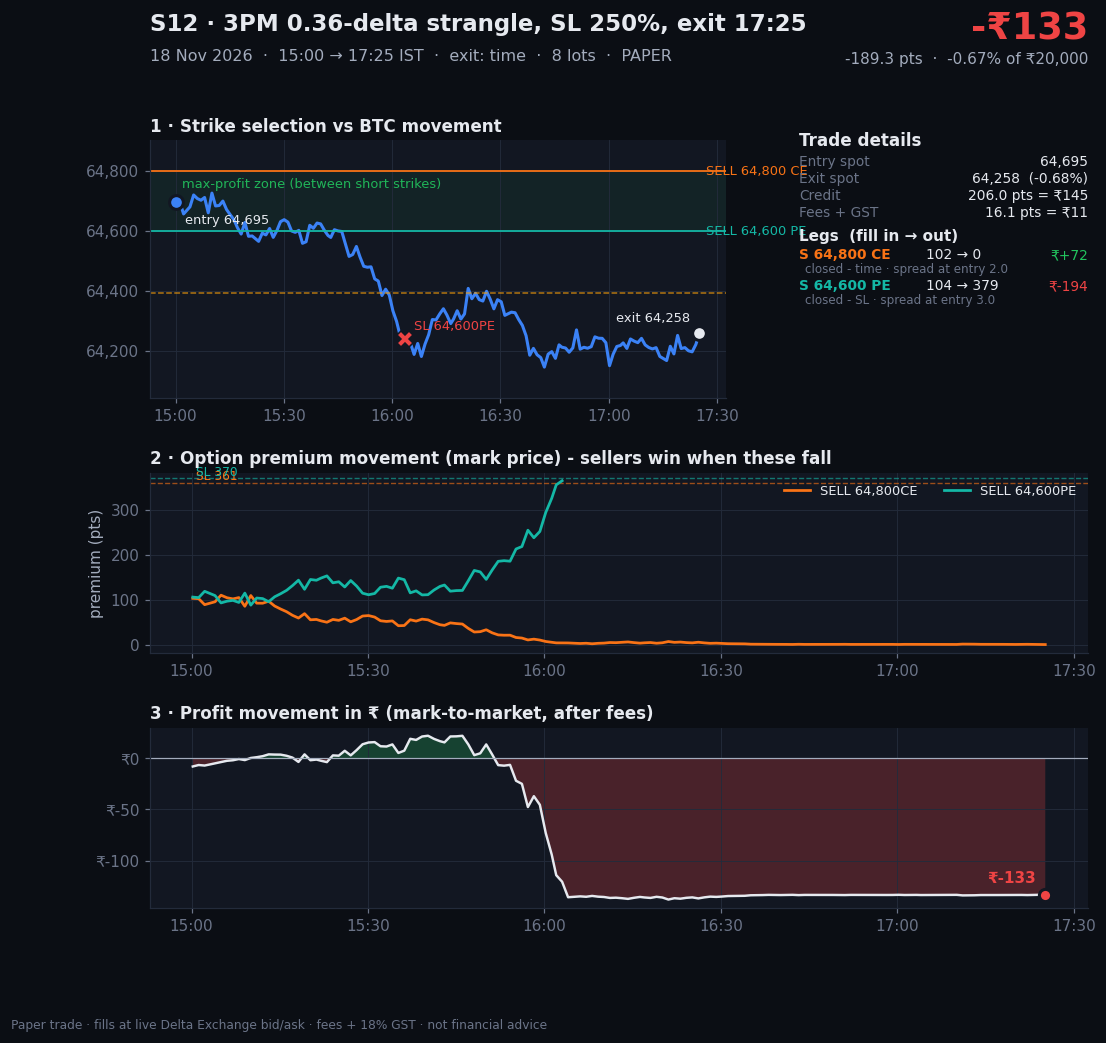 S12 · 3PM 0.36-delta strangle, SL 250%, exit 17:25
-₹133
18 Nov 2026 · 15:00 → 17:25 IST · exit: time · 8 lots · PAPER
-189.3 pts · -0.67% of ₹20,000
1 · Strike selection vs BTC movement
64,800
64,600
64,400
64,200
SELL 64,800 CE
max-profit zone (between short strikes)
entry 64,695
SELL 64,600 PE
SL 64,600PE
exit 64,258
15:00 15:30 16:00 16:30 17:00 17:30
Trade details
Entry spot 64,695
Exit spot 64,258 (-0.68%)
Credit 206.0 pts = ₹145
Fees + GST 16.1 pts = ₹11
Legs (fill in → out)
S 64,800 CE 102 → 0 ₹+72
closed - time · spread at entry 2.0
S 64,600 PE 104 → 379 ₹-194
closed - SL · spread at entry 3.0
2 · Option premium movement (mark price) - sellers win when these fall
SL 370
SL 361
SELL 64,800CE SELL 64,600PE
premium (pts)
300
200
100
0
15:00 15:30 16:00 16:30 17:00 17:30
3 · Profit movement in ₹ (mark-to-market, after fees)
₹0
₹-50
₹-100
₹-133
15:00 15:30 16:00 16:30 17:00 17:30
Paper trade · fills at live Delta Exchange bid/ask · fees + 18% GST · not financial advice